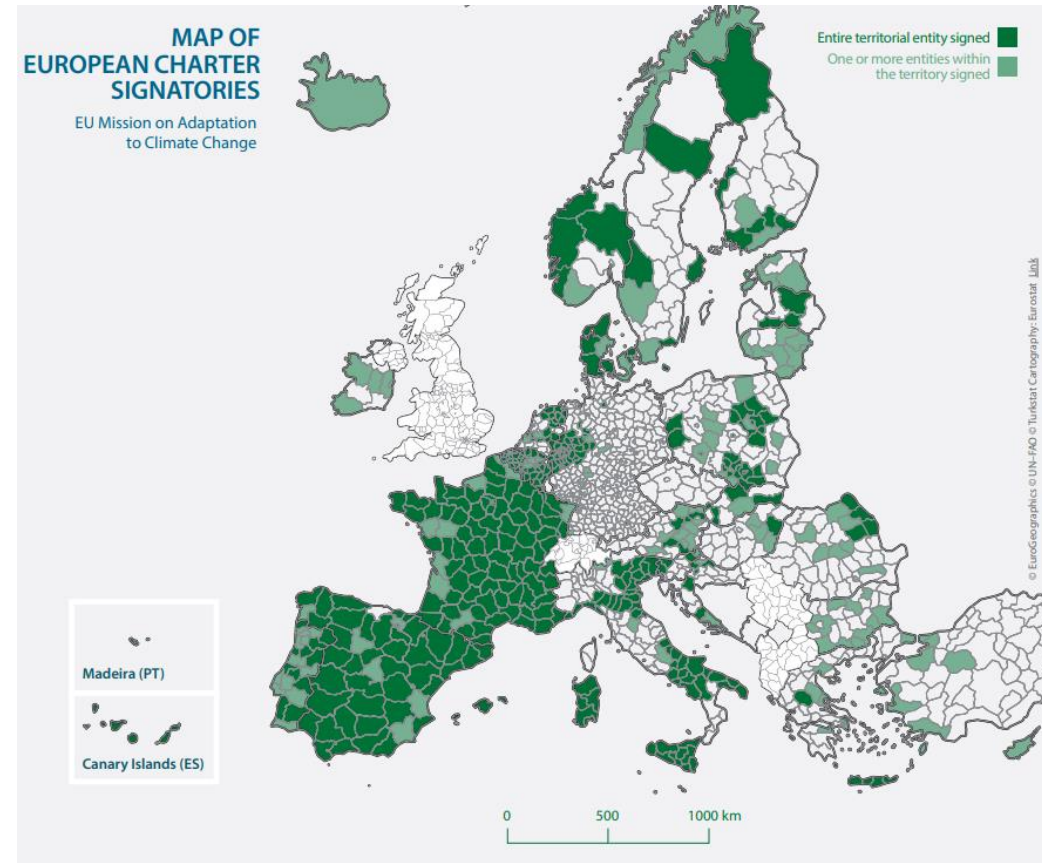 MAP OF
EUROPEAN CHARTER
SIGNATORIES
EU Mission on Adaptation
to Climate Change
Entire territorial entity signed
One or more entities within
the territory signed
© EuroGeographics © UN–FAO © Turkstat Cartography: Eurostat Link
Madeira (PT)
Canary Islands (ES)
0 500 1000 km